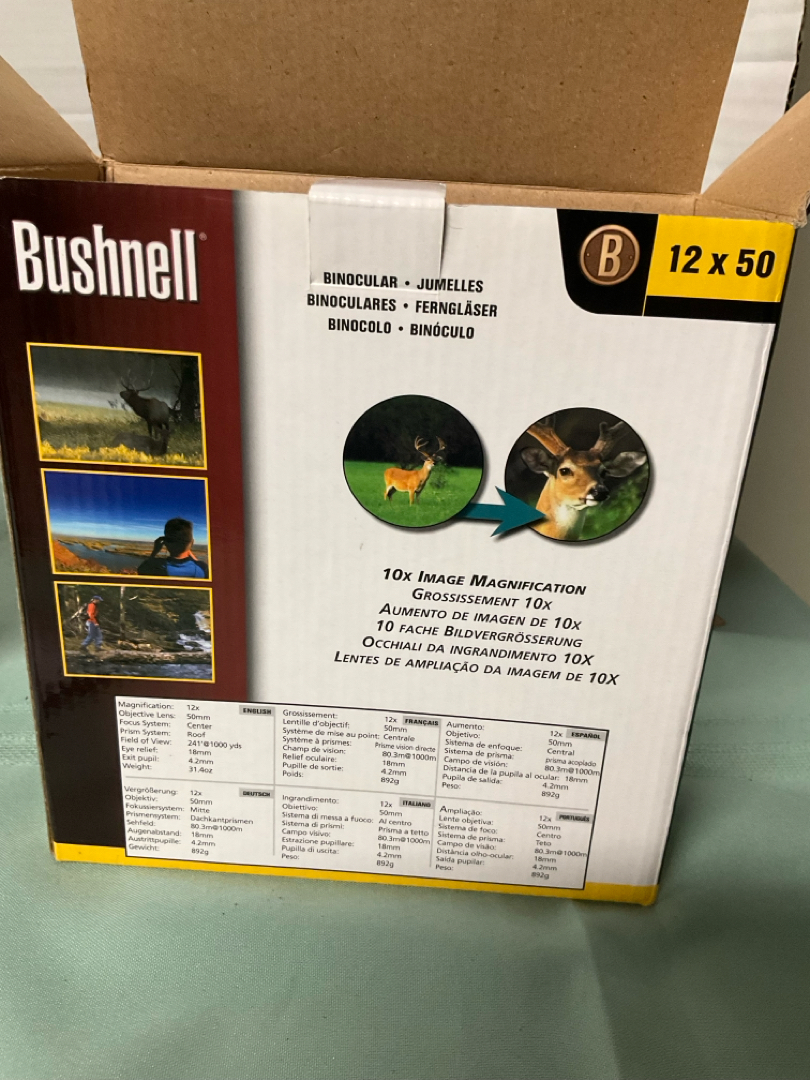 Bushnell®
BINOCULAR • JUMELLES
BINOCULARES • FERNGLÄSER
BINOCOLO • BINÓCULO
B
12 x 50
10x IMAGE MAGNIFICATION
GROSSISSEMENT 10X
AUMENTO DE IMAGEN DE 10X
10 FACHE BILDVERGRÖSSERUNG
OCCHIALI DA INGRANDIMENTO 10X
LENTES DE AMPLIAÇÃO DA IMAGEM DE 10X
ENGLISH
Magnification: 12x
Objective Lens: 50mm
Focus System: Center
Prism System: Roof
Field of View: 241'@1000 yds
Eye relief: 18mm
Exit pupil: 4.2mm
Weight: 31.4oz
FRANÇAIS
Grossissement: 12x
Lentille d'objectif: 50mm
Système de mise au point: Centrale
Système à prismes: Prisme vision directe
Champ de vision: 80.3m@1000m
Relief oculaire: 18mm
Pupille de sortie: 4.2mm
Poids: 892g
ESPAÑOL
Aumento: 12x
Objetivo: 50mm
Sistema de enfoque: Central
Sistema de prisma: prisma acoplado
Campo de visión: 80.3m@1000m
Distancia de la pupila al ocular: 18mm
Pupila de salida: 4.2mm
Peso: 892g
DEUTSCH
Vergrößerung: 12x
Objektiv: 50mm
Fokussiersystem: Mitte
Prismensystem: Dachkantprismen
Sehfeld: 80.3m@1000m
Augenabstand: 18mm
Austrittpupille: 4.2mm
Gewicht: 892g
ITALIANO
Ingrandimento: 12x
Obiettivo: 50mm
Sistema di messa a fuoco: Al centro
Sistema di prismi: Prisma a tetto
Campo visivo: 80.3m@1000m
Estrazione pupillare: 18mm
Pupilla di uscita: 4.2mm
Peso: 892g
PORTUGUÊS
Ampliação: 12x
Lente objetiva: 50mm
Sistema de foco: Centro
Sistema de prisma: Teto
Campo de visão: 80.3m@1000m
Distância olho-ocular: 18mm
Saída pupilar: 4.2mm
Peso: 892g